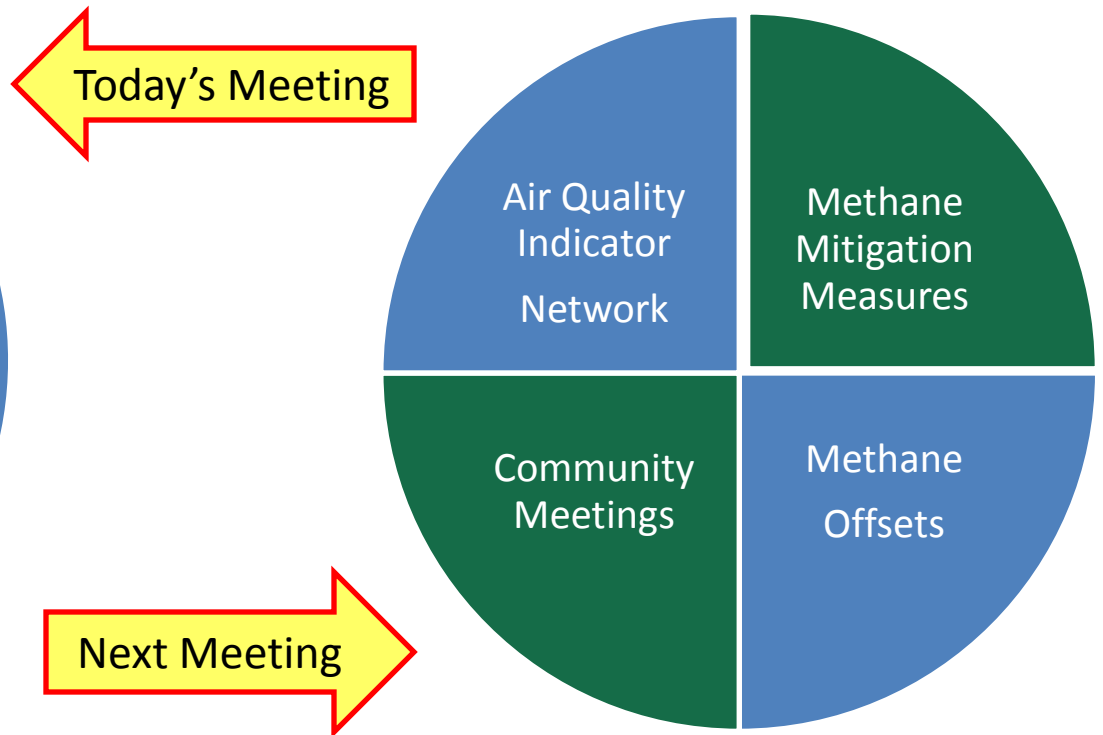 Today’s Meeting
Air Quality
Indicator
Network
Methane
Mitigation
Measures
Community
Meetings
Methane
Offsets
Next Meeting